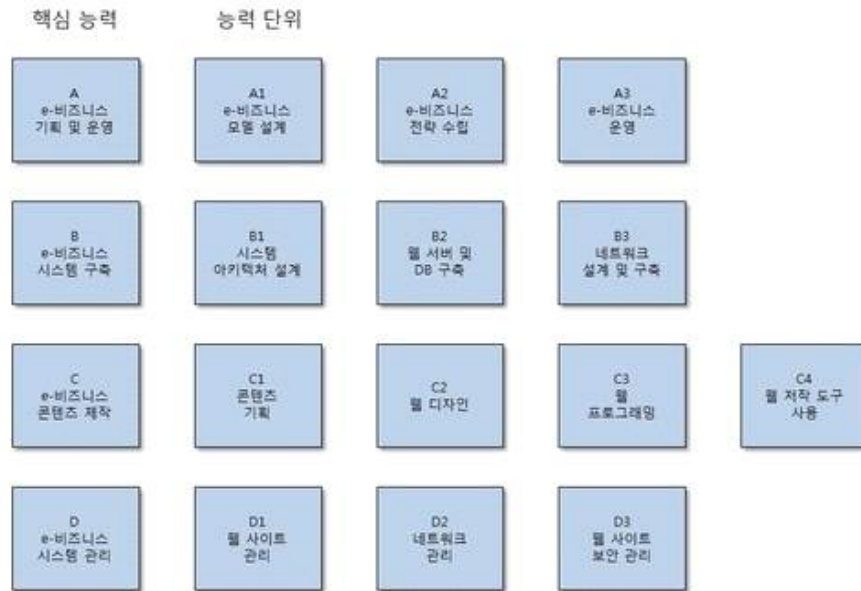 핵심 능력
능력 단위
A
e-비즈니스
기획 및 운영
A1
e-비즈니스
모델 설계
A2
e-비즈니스
전략 수립
A3
e-비즈니스
운영
B
e-비즈니스
시스템 구축
B1
시스템
아키텍처 설계
B2
웹 서버 및
DB 구축
B3
네트워크
설계 및 구축
C
e-비즈니스
콘텐츠 제작
C1
콘텐츠
기획
C2
웹 디자인
C3
웹
프로그래밍
C4
웹 저작 도구
사용
D
e-비즈니스
시스템 관리
D1
웹 사이트
관리
D2
네트워크
관리
D3
웹 사이트
보안 관리